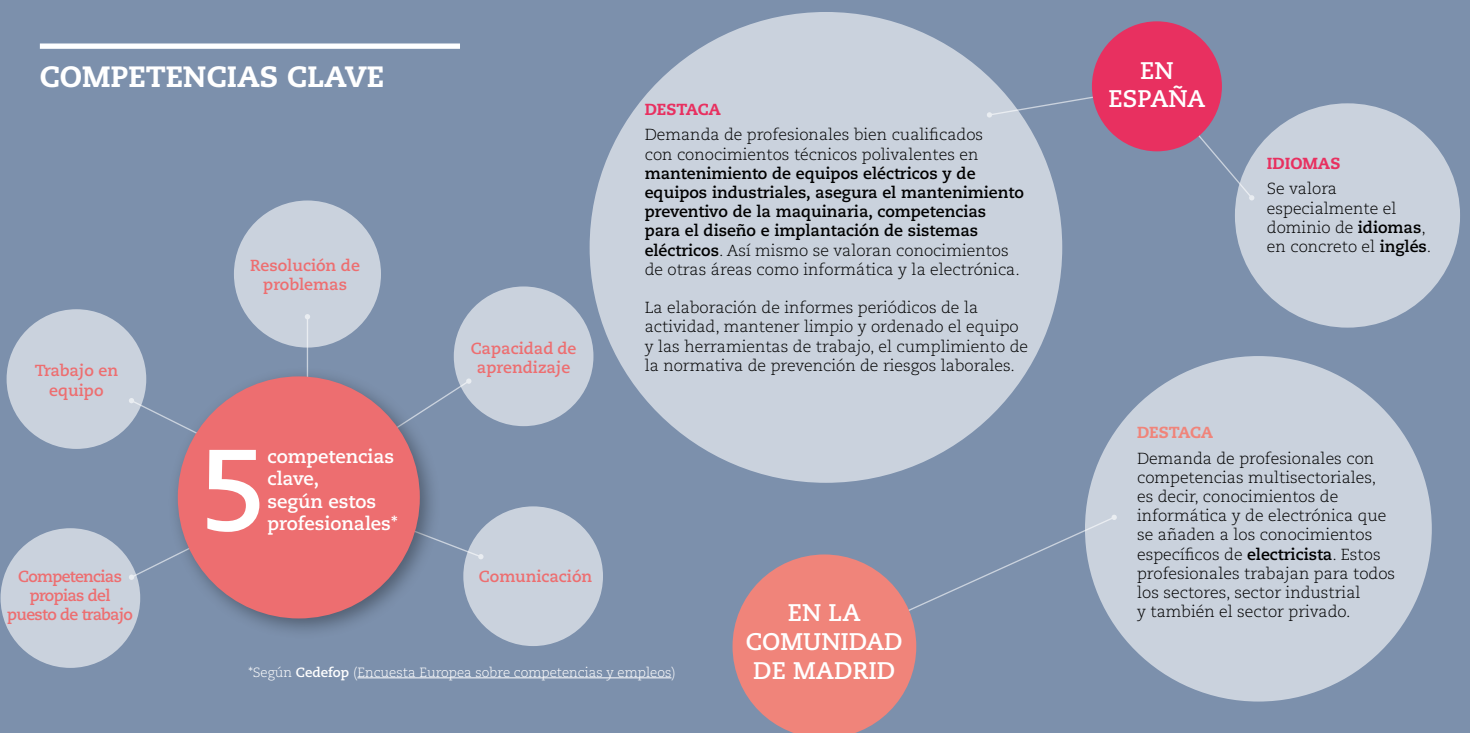 COMPETENCIAS CLAVE
Resolución de
problemas
Trabajo en
equipo
Capacidad de
aprendizaje
5
competencias
clave,
según estos
profesionales*
Competencias
propias del
puesto de trabajo
Comunicación
*Según Cedefop (Encuesta Europea sobre competencias y empleos)
EN
ESPAÑA
DESTACA
Demanda de profesionales bien cualificados
con conocimientos técnicos polivalentes en
mantenimiento de equipos eléctricos y de
equipos industriales, asegura el mantenimiento
preventivo de la maquinaria, competencias
para el diseño e implantación de sistemas
eléctricos. Así mismo se valoran conocimientos
de otras áreas como informática y la electrónica.
La elaboración de informes periódicos de la
actividad, mantener limpio y ordenado el equipo
y las herramientas de trabajo, el cumplimiento de
la normativa de prevención de riesgos laborales.
IDIOMAS
Se valora
especialmente el
dominio de idiomas,
en concreto el inglés.
EN LA
COMUNIDAD
DE MADRID
DESTACA
Demanda de profesionales con
competencias multisectoriales,
es decir, conocimientos de
informática y de electrónica que
se añaden a los conocimientos
específicos de electricista. Estos
profesionales trabajan para todos
los sectores, sector industrial
y también el sector privado.